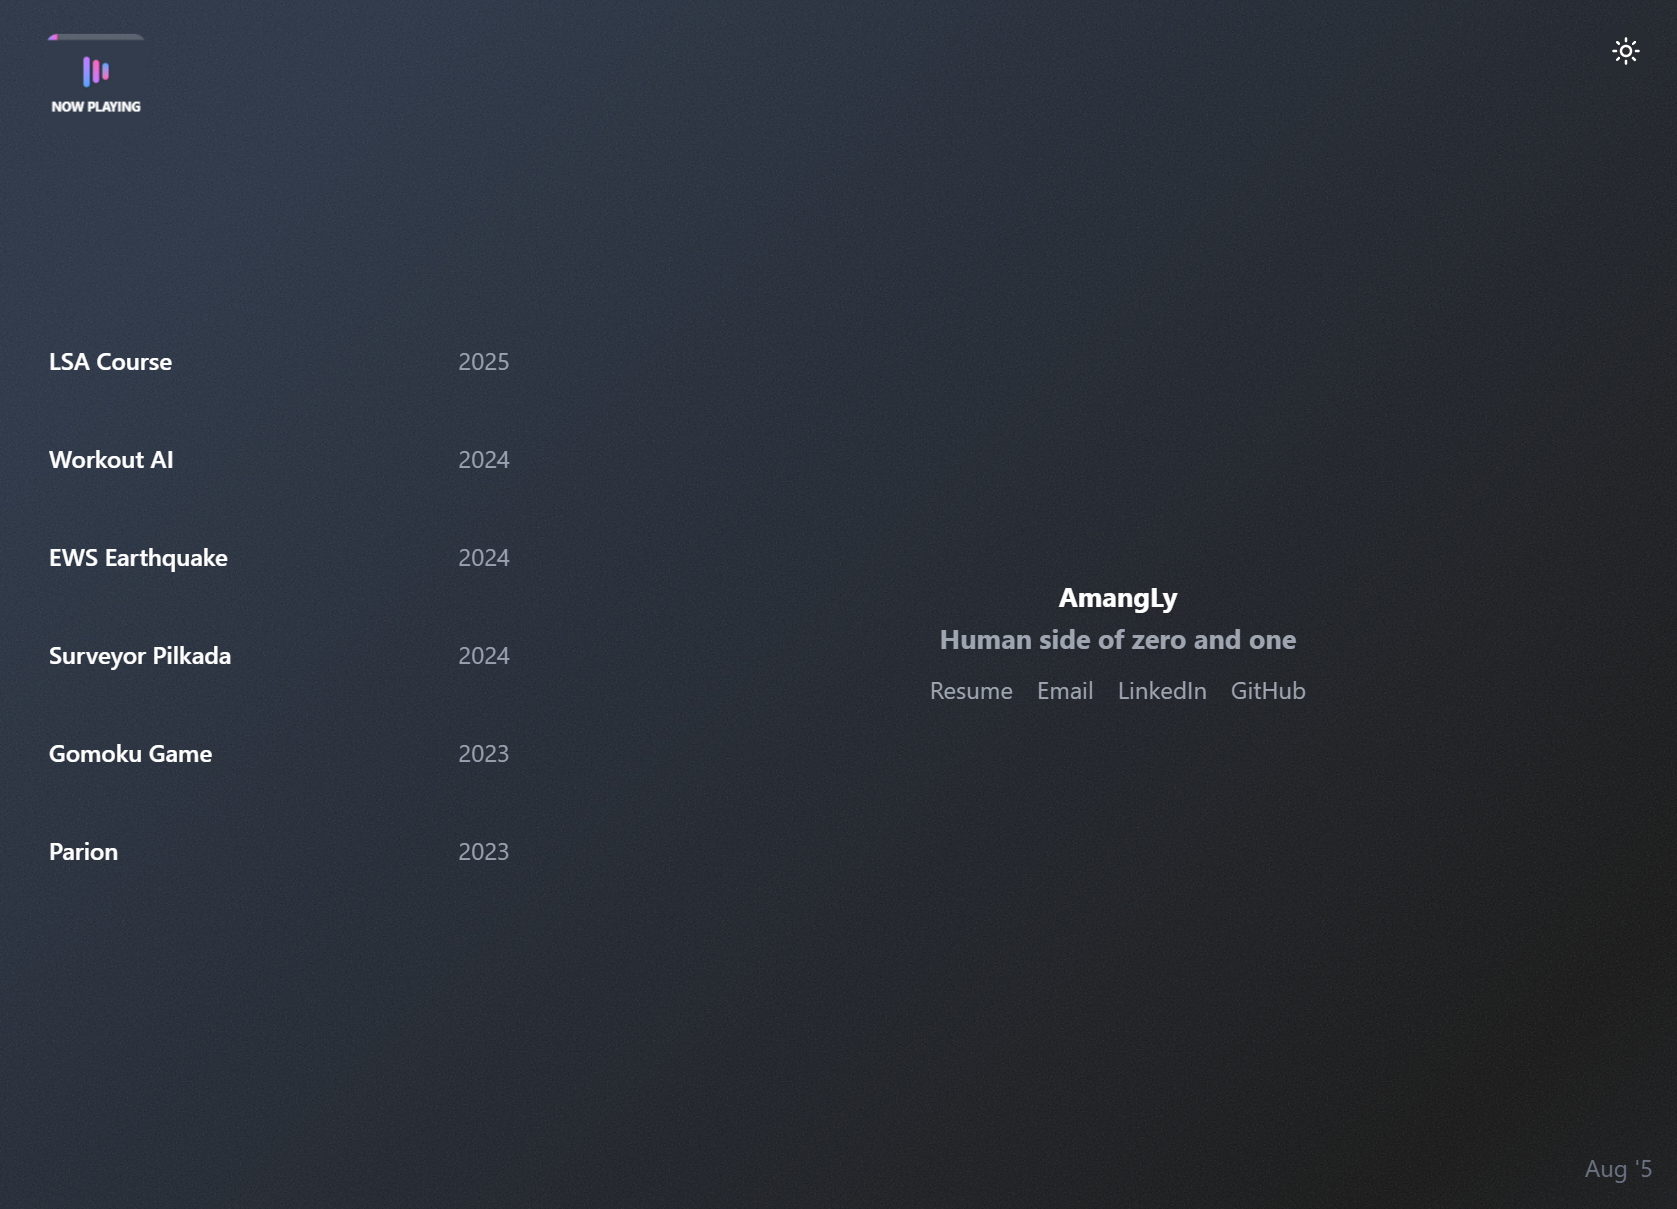 NOW PLAYING
LSA Course 2025
Workout AI 2024
EWS Earthquake 2024
Surveyor Pilkada 2024
Gomoku Game 2023
Parion 2023
AmangLy
Human side of zero and one
Resume Email LinkedIn GitHub
Aug '5